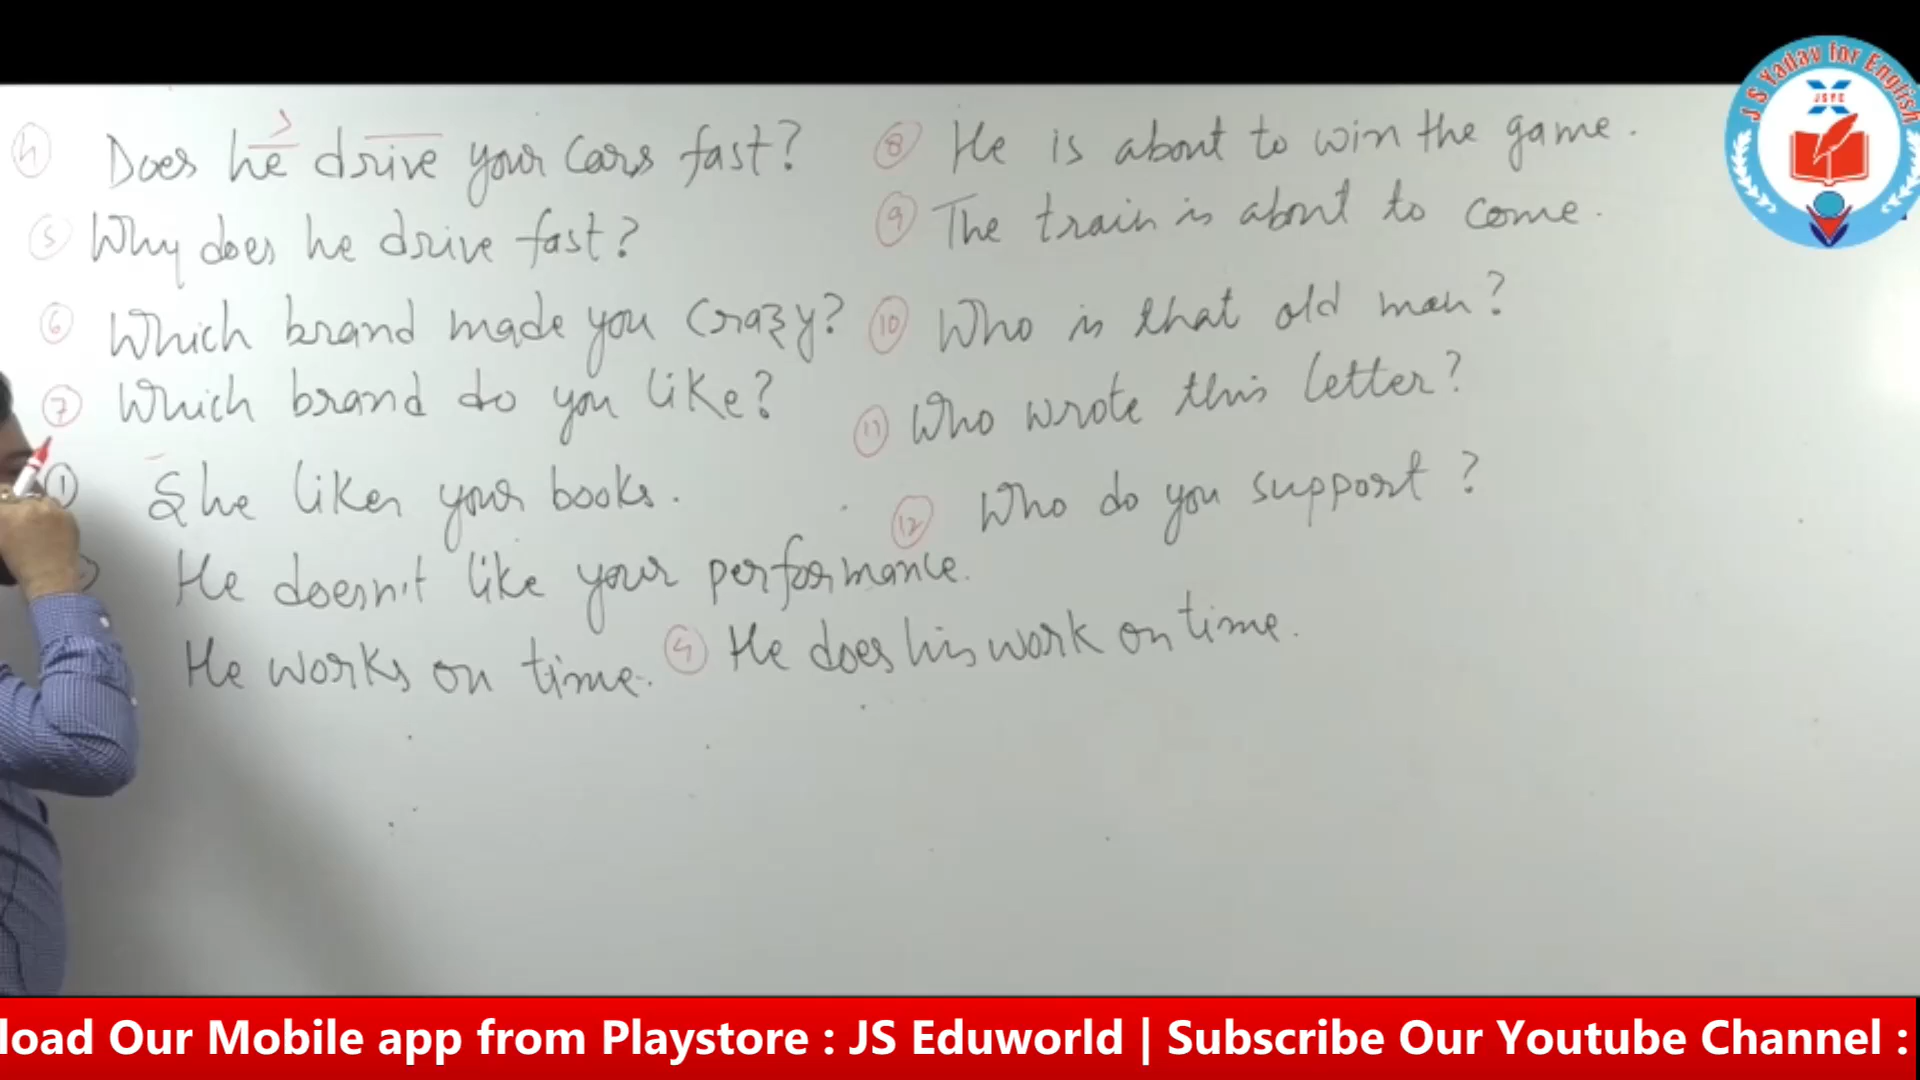 4 Does he drive your cars fast?
5 Why does he drive fast?
6 Which brand made you crazy?
7 Which brand do you like?
1 She likes your books.
He doesn't like your performance.
He works on time.
4 He does his work on time.
8 He is about to win the game.
9 The train is about to come.
10 Who is that old man?
11 Who wrote this letter?
12 Who do you support?
J S Yadav for English
JSYE
load Our Mobile app from Playstore : JS Eduworld | Subscribe Our Youtube Channel :